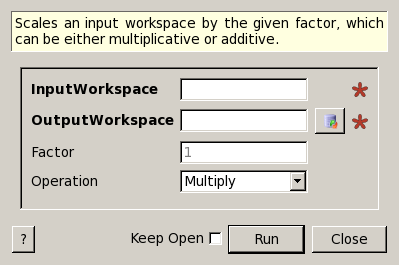 Scales an input workspace by the given factor, which
can be either multiplicative or additive.
InputWorkspace
OutputWorkspace
Factor 1
Operation Multiply
? Keep Open Run Close